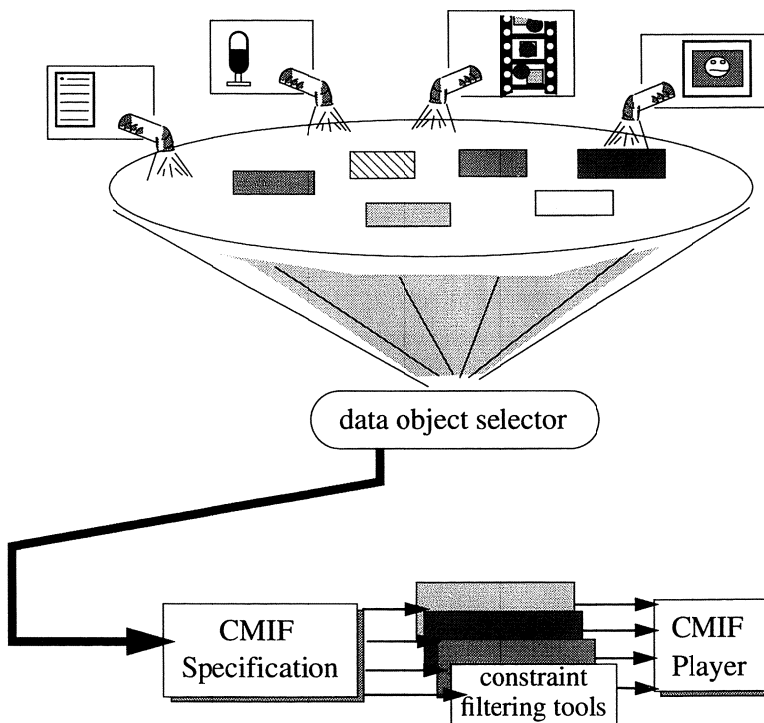 data object selector
CMIF
Specification
constraint
filtering tools
CMIF
Player